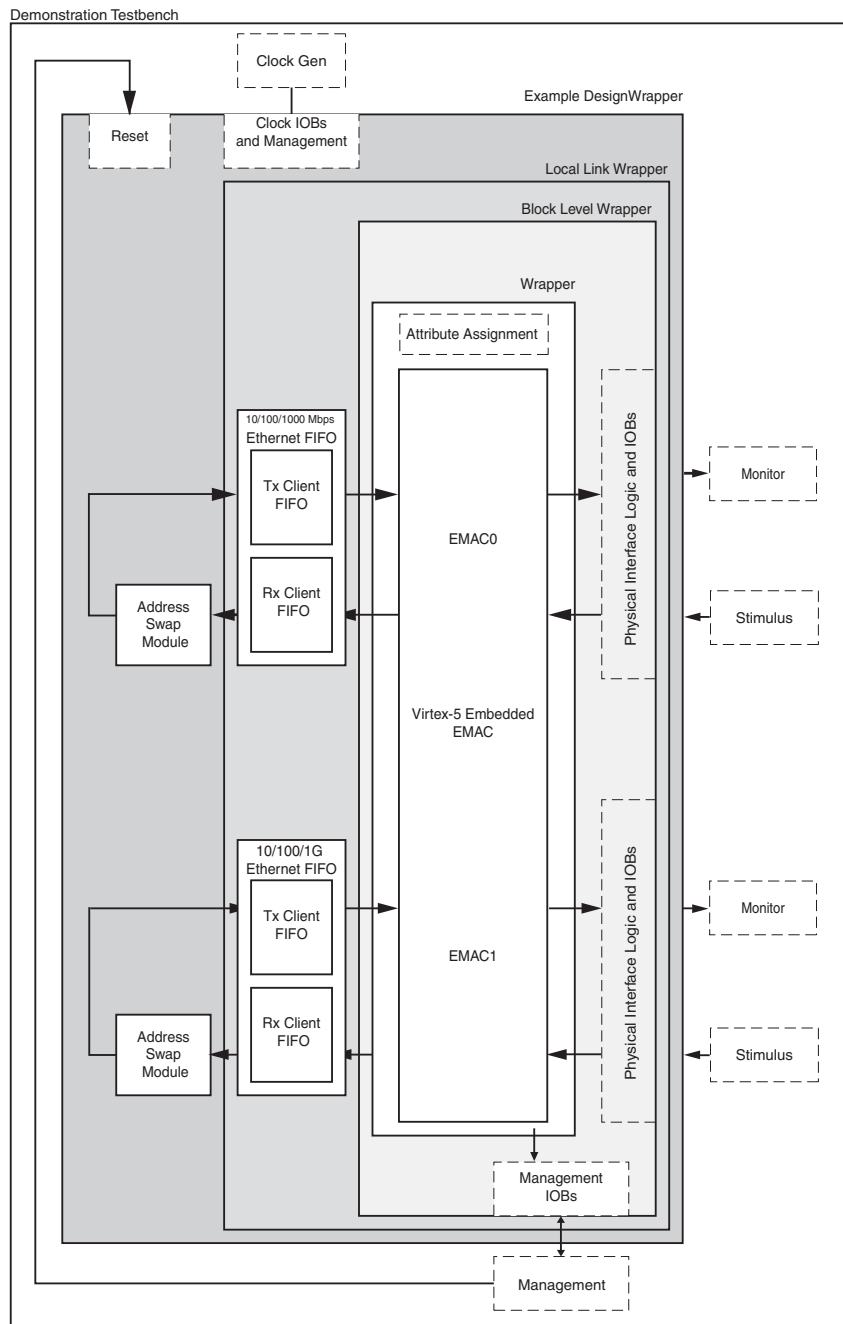 Demonstration Testbench
Clock Gen
Example DesignWrapper
Reset
Clock IOBs
and Management
Local Link Wrapper
Block Level Wrapper
Wrapper
Attribute Assignment
10/100/1000 Mbps
Ethernet FIFO
Tx Client
FIFO
Rx Client
FIFO
Address
Swap
Module
EMAC0
Physical Interface Logic and IOBs
Monitor
Stimulus
Virtex-5 Embedded
EMAC
10/100/1G
Ethernet FIFO
Tx Client
FIFO
Rx Client
FIFO
Address
Swap
Module
EMAC1
Physical Interface Logic and IOBs
Monitor
Stimulus
Management
IOBs
Management